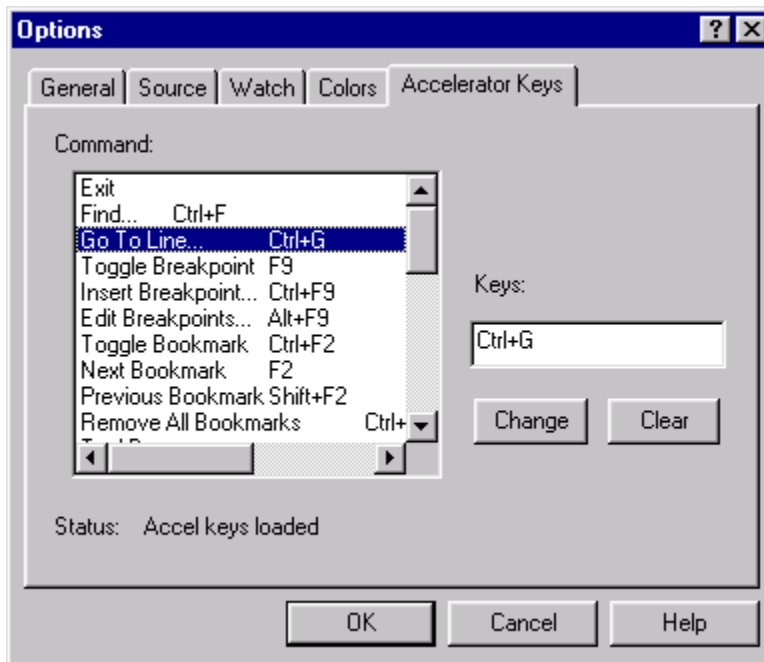 Options
General Source Watch Colors Accelerator Keys
Command:
Exit
Find... Ctrl+F
Go To Line... Ctrl+G
Toggle Breakpoint F9
Insert Breakpoint... Ctrl+F9
Edit Breakpoints... Alt+F9
Toggle Bookmark Ctrl+F2
Next Bookmark F2
Previous Bookmark Shift+F2
Remove All Bookmarks Ctrl+
Keys:
Ctrl+G
Change Clear
Status: Accel keys loaded
OK Cancel Help